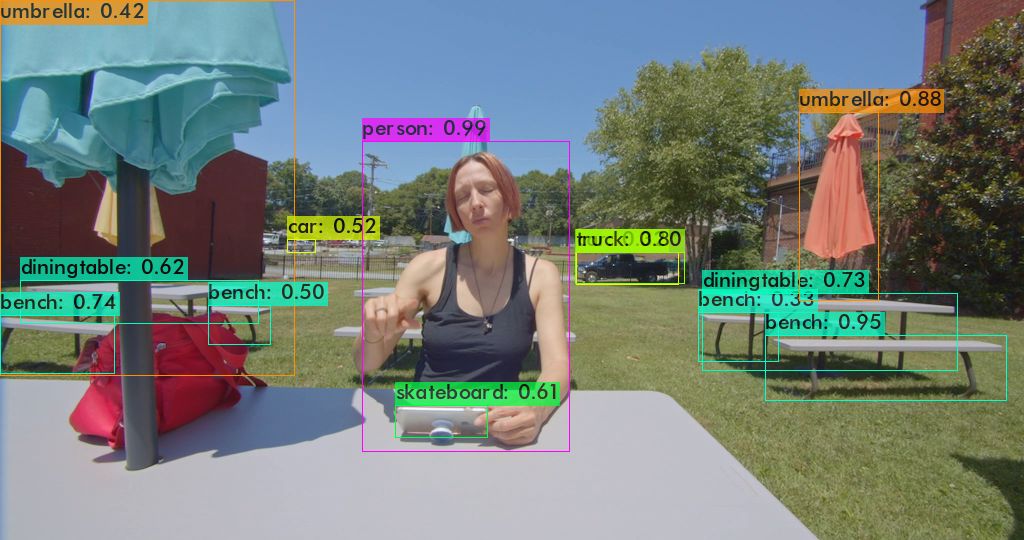 umbrella: 0.42
umbrella: 0.88
person: 0.99
car: 0.52
truck: 0.80
diningtable: 0.62
diningtable: 0.73
bench: 0.74
bench: 0.50
bench: 0.33
bench: 0.95
skateboard: 0.61